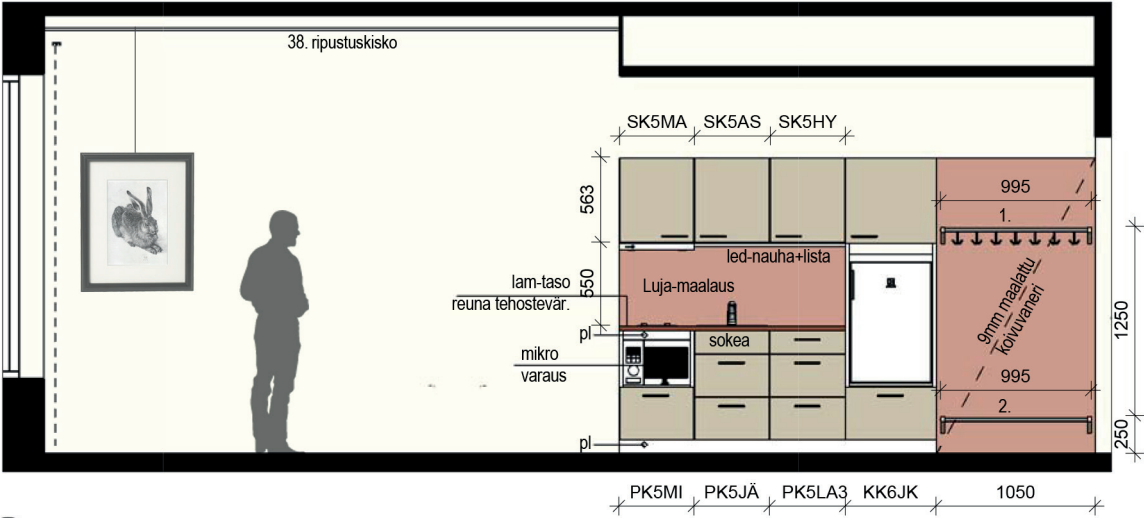 38. ripustuskisko
SK5MA SK5AS SK5HY
563
995
1.
led-nauha+lista
550
Luja-maalaus
lam-taso
reuna tehostevär.
9mm maalattu
koivuvaneri
1250
pl
sokea
mikro
varaus
995
2.
250
pl
PK5MI PK5JÄ PK5LA3 KK6JK 1050